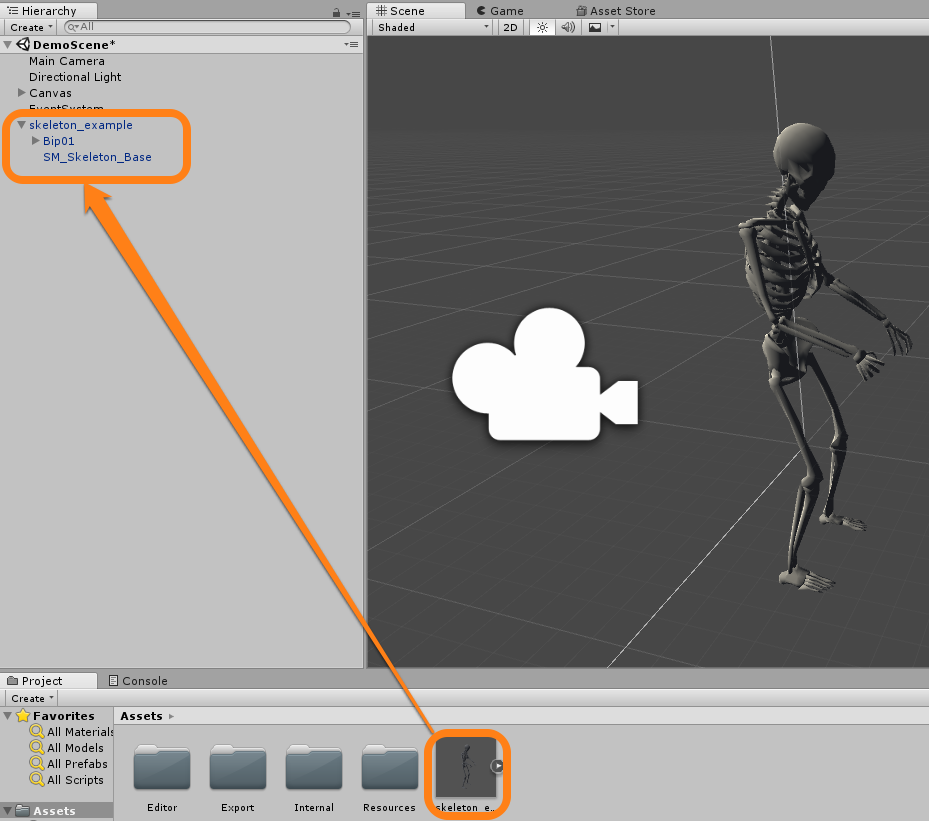 Hierarchy
Create
All
DemoScene*
Main Camera
Directional Light
Canvas
EventSystem
skeleton_example
Bip01
SM_Skeleton_Base
Scene
Game
Asset Store
Shaded
2D
Project
Console
Create
Favorites
All Materials
All Models
All Prefabs
All Scripts
Assets
Assets
Editor
Export
Internal
Resources
skeleton_e...